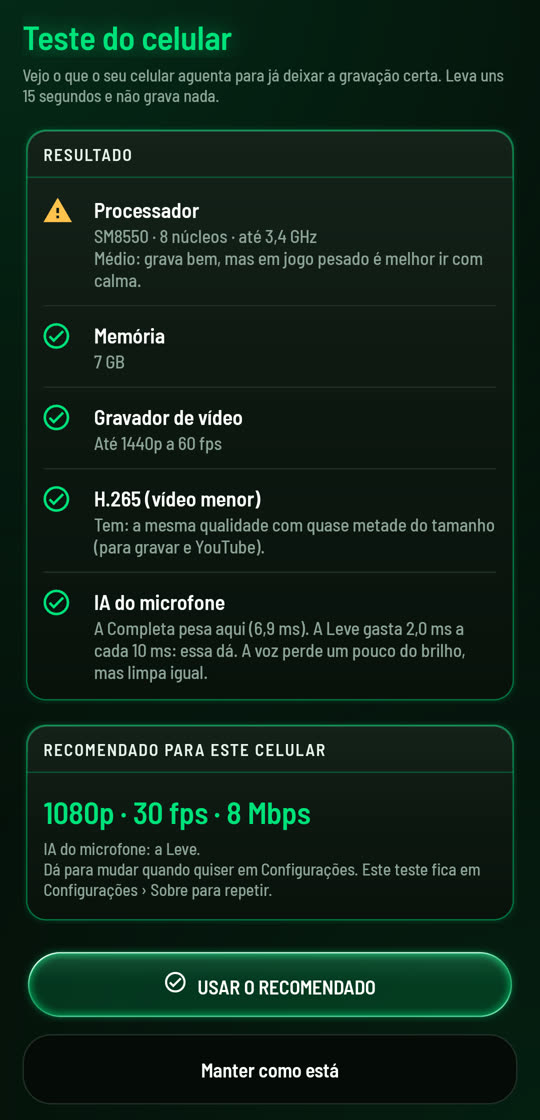 Teste do celular
Vejo o que o seu celular aguenta para já deixar a gravação certa. Leva uns
15 segundos e não grava nada.
RESULTADO
Processador
SM8550 · 8 núcleos · até 3,4 GHz
Médio: grava bem, mas em jogo pesado é melhor ir com
calma.
Memória
7 GB
Gravador de vídeo
Até 1440p a 60 fps
H.265 (vídeo menor)
Tem: a mesma qualidade com quase metade do tamanho
(para gravar e YouTube).
IA do microfone
A Completa pesa aqui (6,9 ms). A Leve gasta 2,0 ms a
cada 10 ms: essa dá. A voz perde um pouco do brilho,
mas limpa igual.
RECOMENDADO PARA ESTE CELULAR
1080p · 30 fps · 8 Mbps
IA do microfone: a Leve.
Dá para mudar quando quiser em Configurações. Este teste fica em
Configurações › Sobre para repetir.
USAR O RECOMENDADO
Manter como está